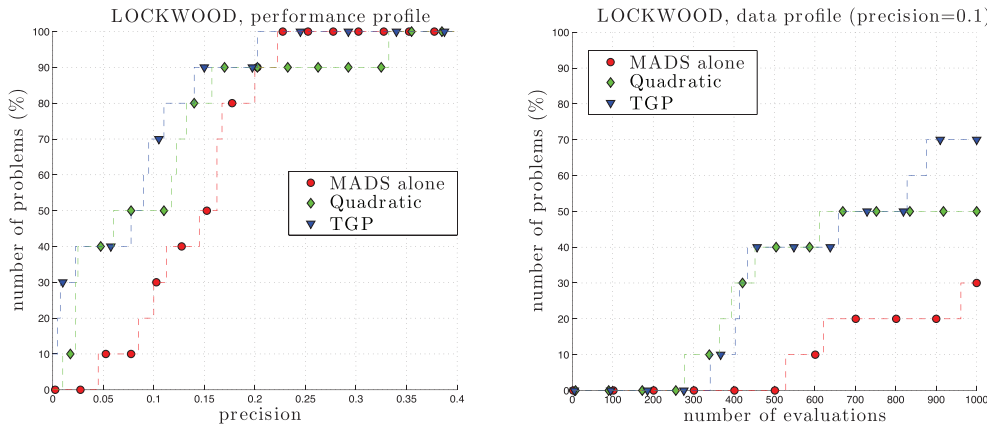 LOCKWOOD, performance profile
number of problems (%)
100
90
80
70
60
50
40
30
20
10
0
MADS alone
Quadratic
TGP
0 0.05 0.1 0.15 0.2 0.25 0.3 0.35 0.4
precision
LOCKWOOD, data profile (precision=0.1)
number of problems (%)
100
90
80
70
60
50
40
30
20
10
0
MADS alone
Quadratic
TGP
0 100 200 300 400 500 600 700 800 900 1000
number of evaluations